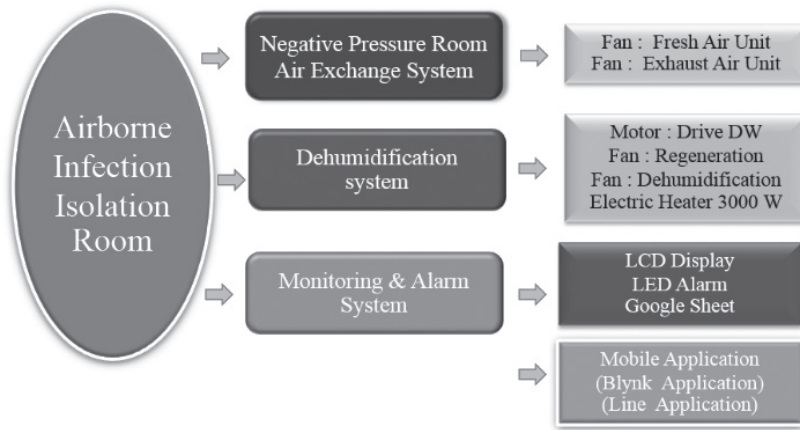 Airborne
Infection
Isolation
Room
Negative Pressure Room
Air Exchange System
Fan : Fresh Air Unit
Fan : Exhaust Air Unit
Dehumidification
system
Motor : Drive DW
Fan : Regeneration
Fan : Dehumidification
Electric Heater 3000 W
Monitoring & Alarm
System
LCD Display
LED Alarm
Google Sheet
Mobile Application
(Blynk Application)
(Line Application)